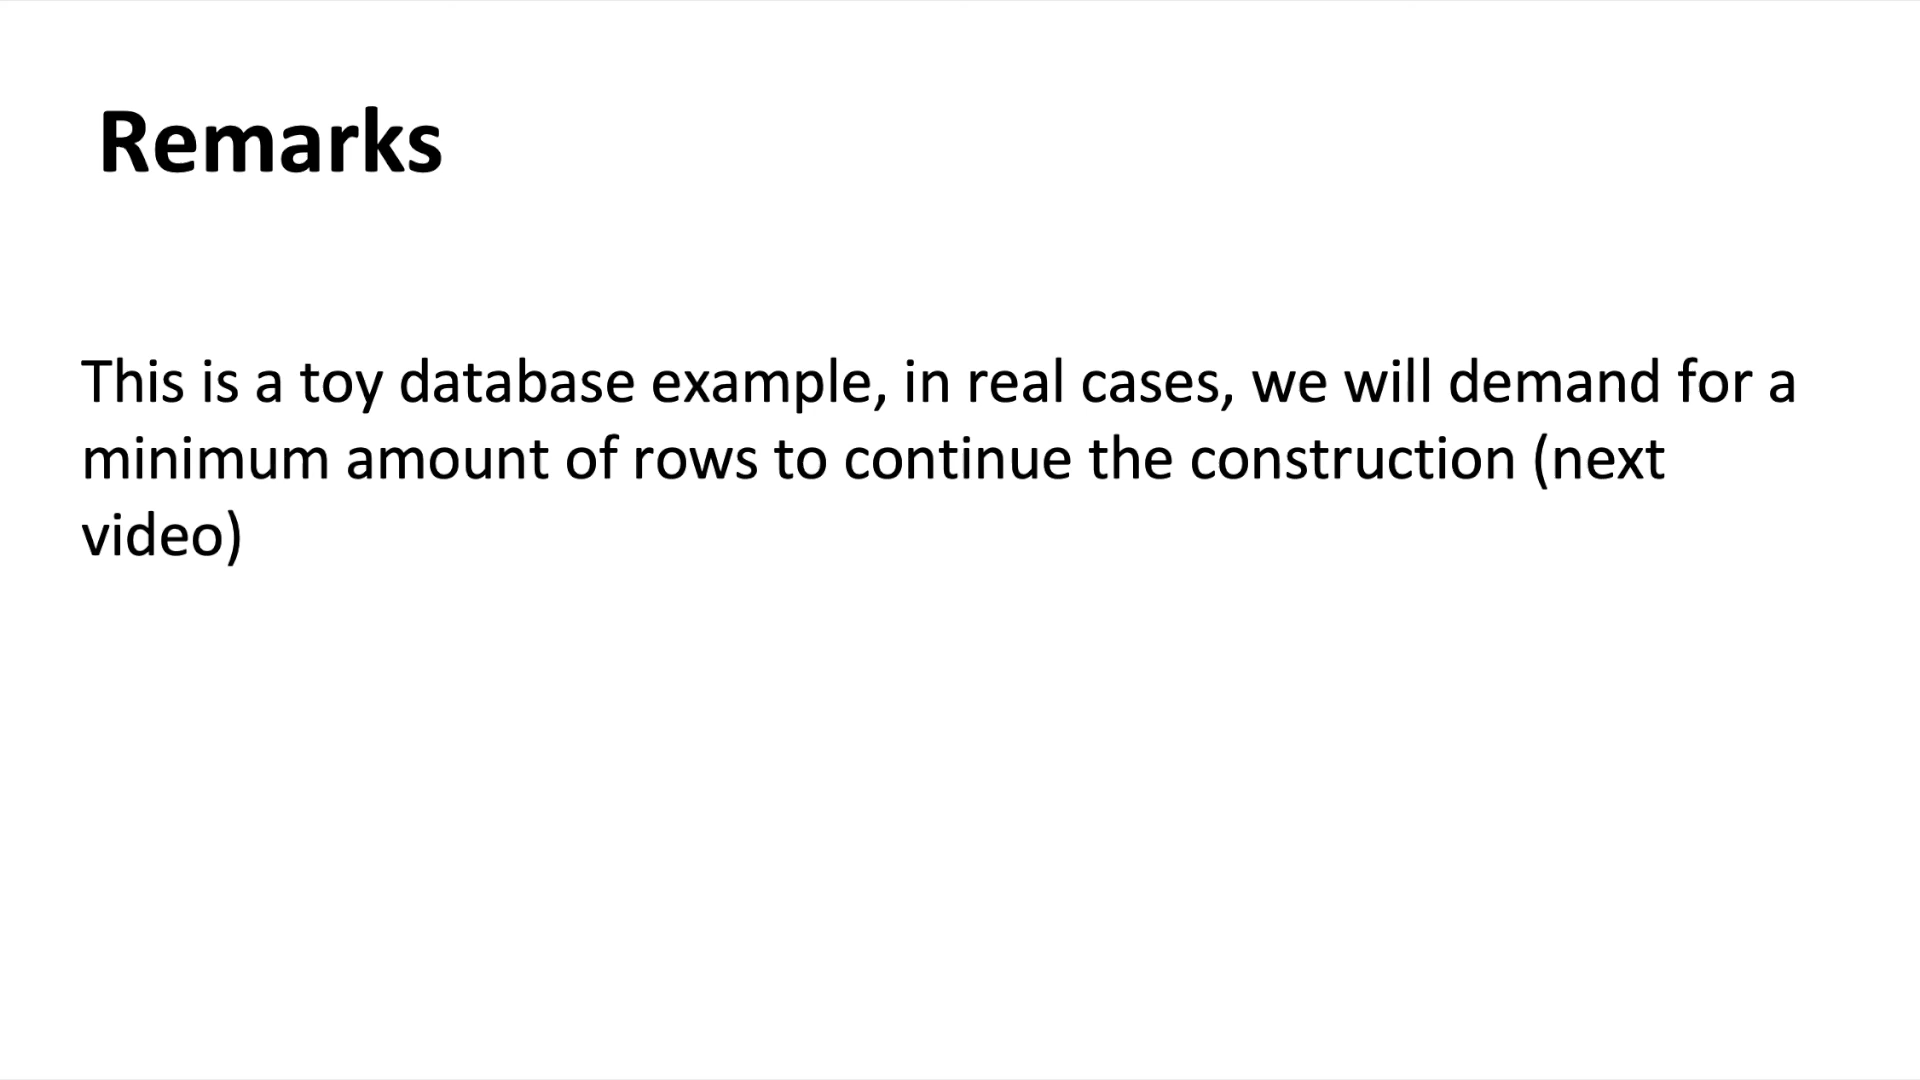 Remarks
This is a toy database example, in real cases, we will demand for a
minimum amount of rows to continue the construction (next
video)